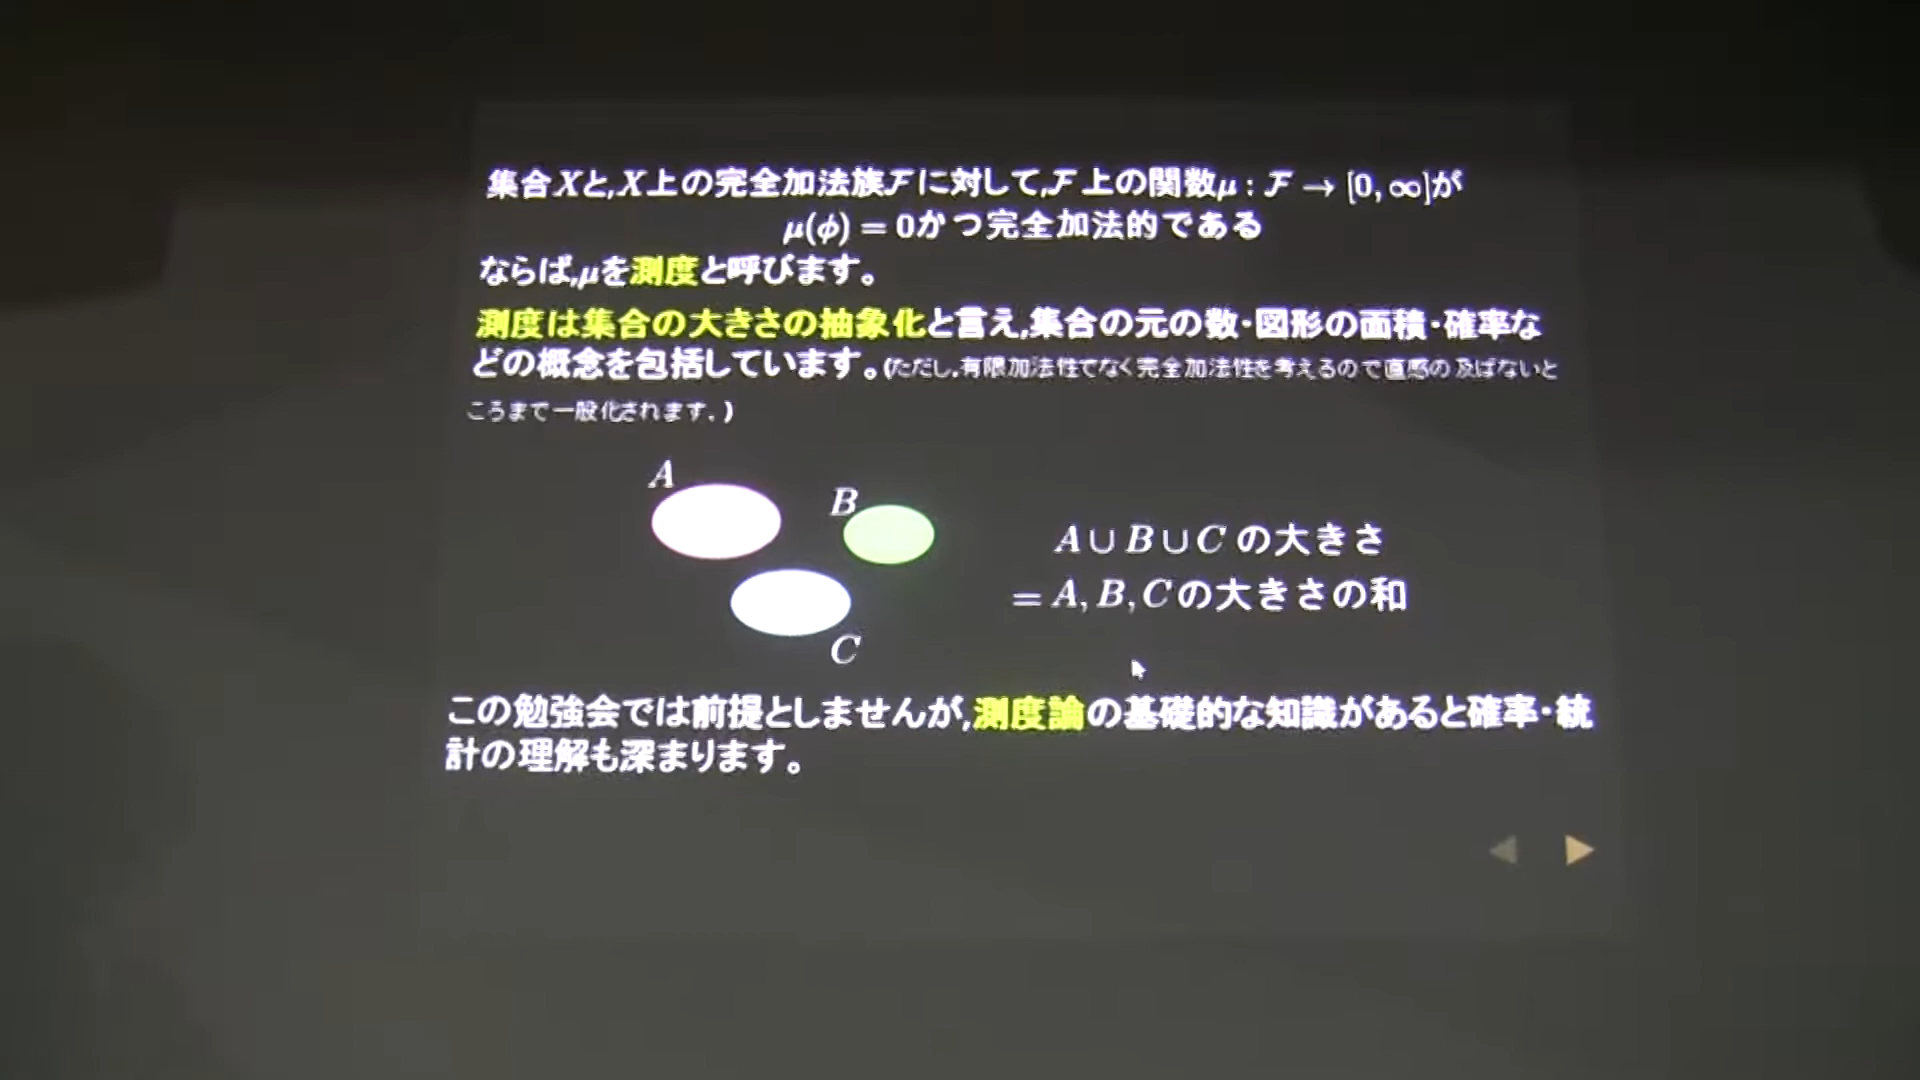 集合Xと,X上の完全加法族𝓕に対して,𝓕上の関数μ : 𝓕 → [0, ∞]が
μ(ϕ) = 0かつ完全加法的である
ならば,μを測度と呼びます。
測度は集合の大きさの抽象化と言え,集合の元の数・図形の面積・確率な
どの概念を包括しています。(ただし,有限加法性でなく完全加法性を考えるので直感の及ばないと
ころまで一般化されます.)
A
B
A ∪ B ∪ C の大きさ
= A, B, Cの大きさの和
C
この勉強会では前提としませんが,測度論の基礎的な知識があると確率・統
計の理解も深まります。